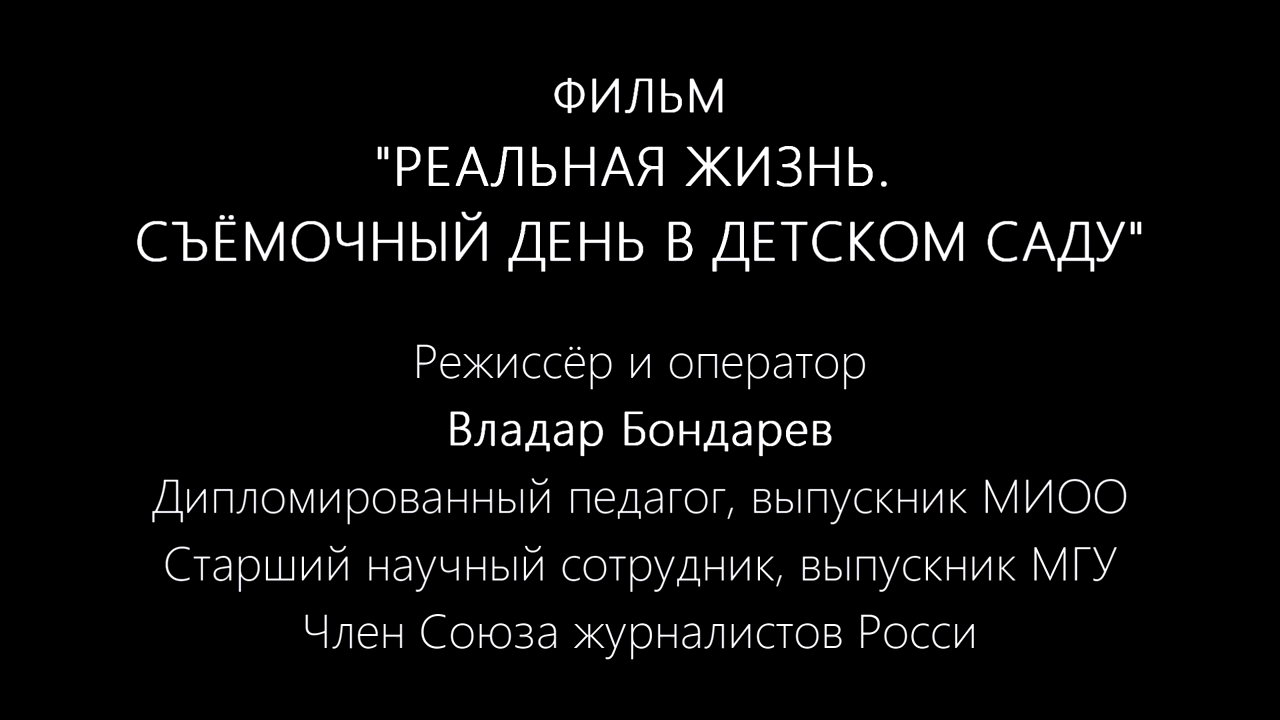 ФИЛЬМ
"РЕАЛЬНАЯ ЖИЗНЬ.
СЪЁМОЧНЫЙ ДЕНЬ В ДЕТСКОМ САДУ"
Режиссёр и оператор
Владар Бондарев
Дипломированный педагог, выпускник МИОО
Старший научный сотрудник, выпускник МГУ
Член Союза журналистов Росси